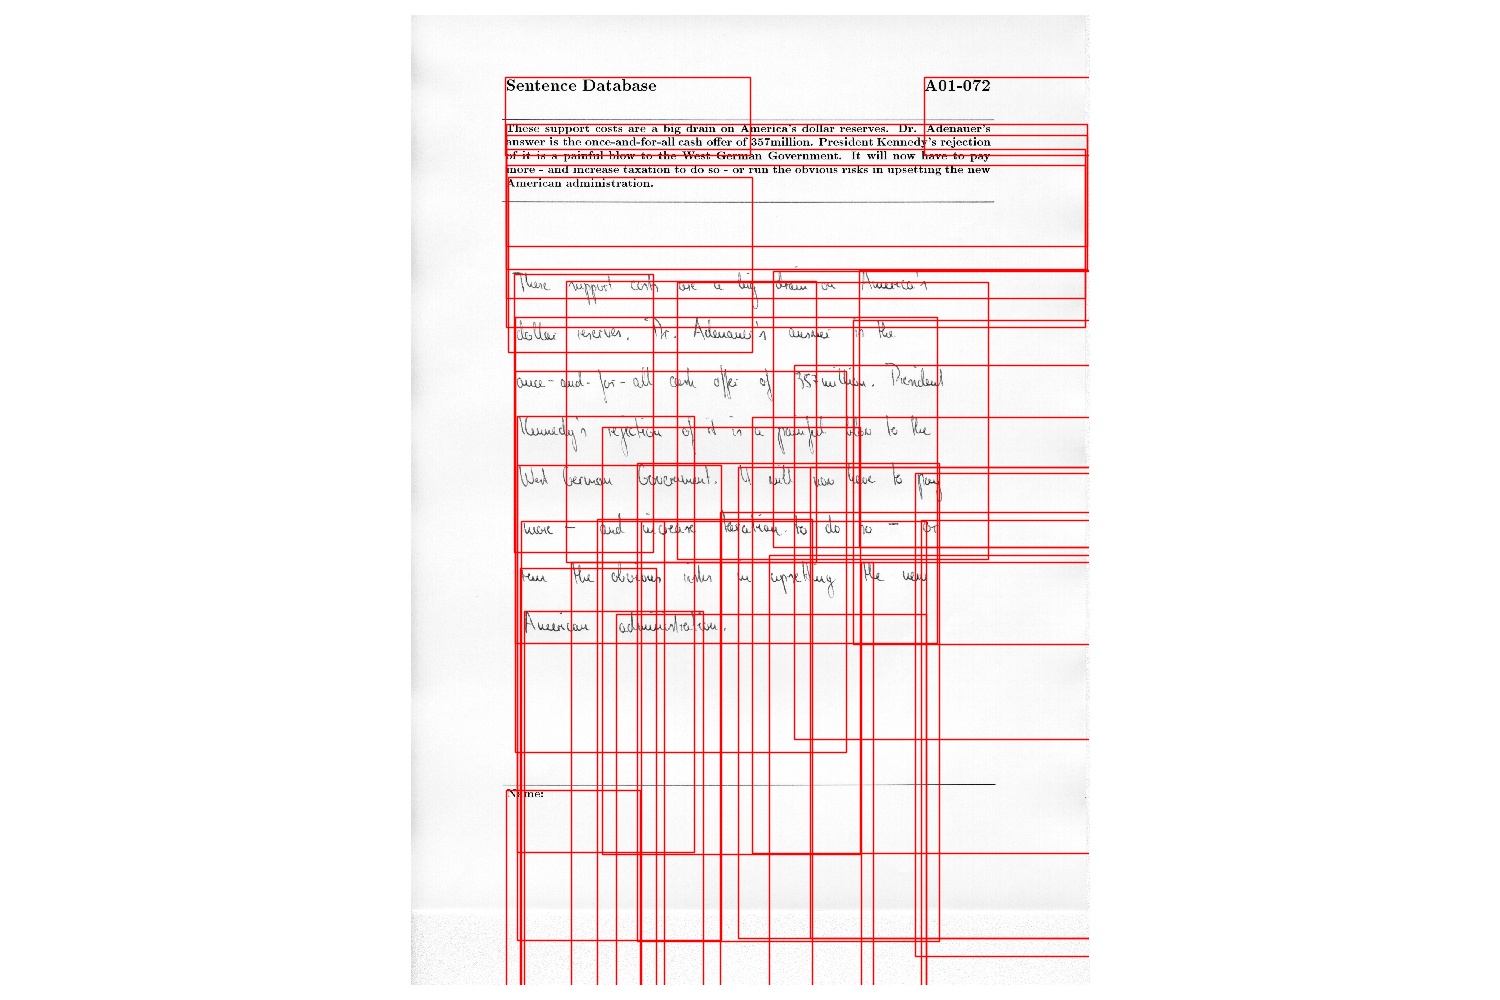 Sentence Database A01-072
These support costs are a big drain on America's dollar reserves. Dr. Adenauer's
answer is the once-and-for-all cash offer of 357million. President Kennedy's rejection
of it is a painful blow to the West German Government. It will now have to pay
more - and increase taxation to do so - or run the obvious risks in upsetting the new
American administration.
These support costs are a big drain on America's
dollar reserves. Dr. Adenauer's answer is the
once-and-for-all cash offer of 357million. President
Kennedy's rejection of it is a painful blow to the
West German Government. It will now have to pay
more - and increase taxation to do so - or
run the obvious risks in upsetting the new
American administration.
Name: